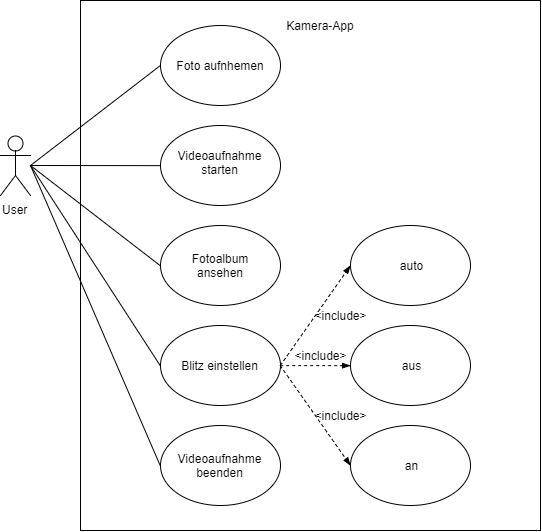 Kamera-App
Foto aufnhemen
Videoaufnahme
starten
User
Fotoalbum
ansehen
auto
<include>
Blitz einstellen
<include>
aus
<include>
Videoaufnahme
beenden
an